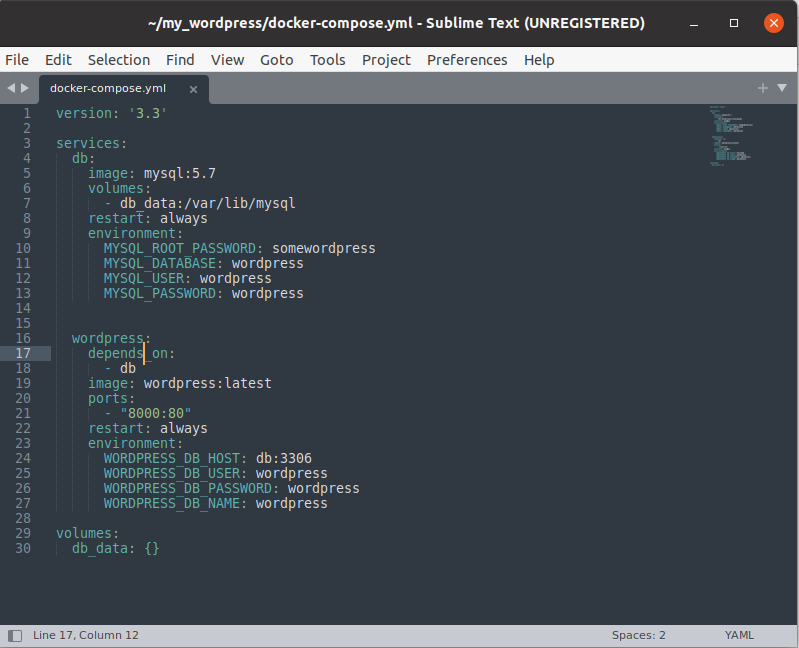 ~/my_wordpress/docker-compose.yml - Sublime Text (UNREGISTERED)
File Edit Selection Find View Goto Tools Project Preferences Help
docker-compose.yml
1 version: '3.3'
2
3 services:
4 db:
5 image: mysql:5.7
6 volumes:
7 - db_data:/var/lib/mysql
8 restart: always
9 environment:
10 MYSQL_ROOT_PASSWORD: somewordpress
11 MYSQL_DATABASE: wordpress
12 MYSQL_USER: wordpress
13 MYSQL_PASSWORD: wordpress
14
15
16 wordpress:
17 depends_on:
18 - db
19 image: wordpress:latest
20 ports:
21 - "8000:80"
22 restart: always
23 environment:
24 WORDPRESS_DB_HOST: db:3306
25 WORDPRESS_DB_USER: wordpress
26 WORDPRESS_DB_PASSWORD: wordpress
27 WORDPRESS_DB_NAME: wordpress
28
29 volumes:
30 db_data: {}
Line 17, Column 12 Spaces: 2 YAML